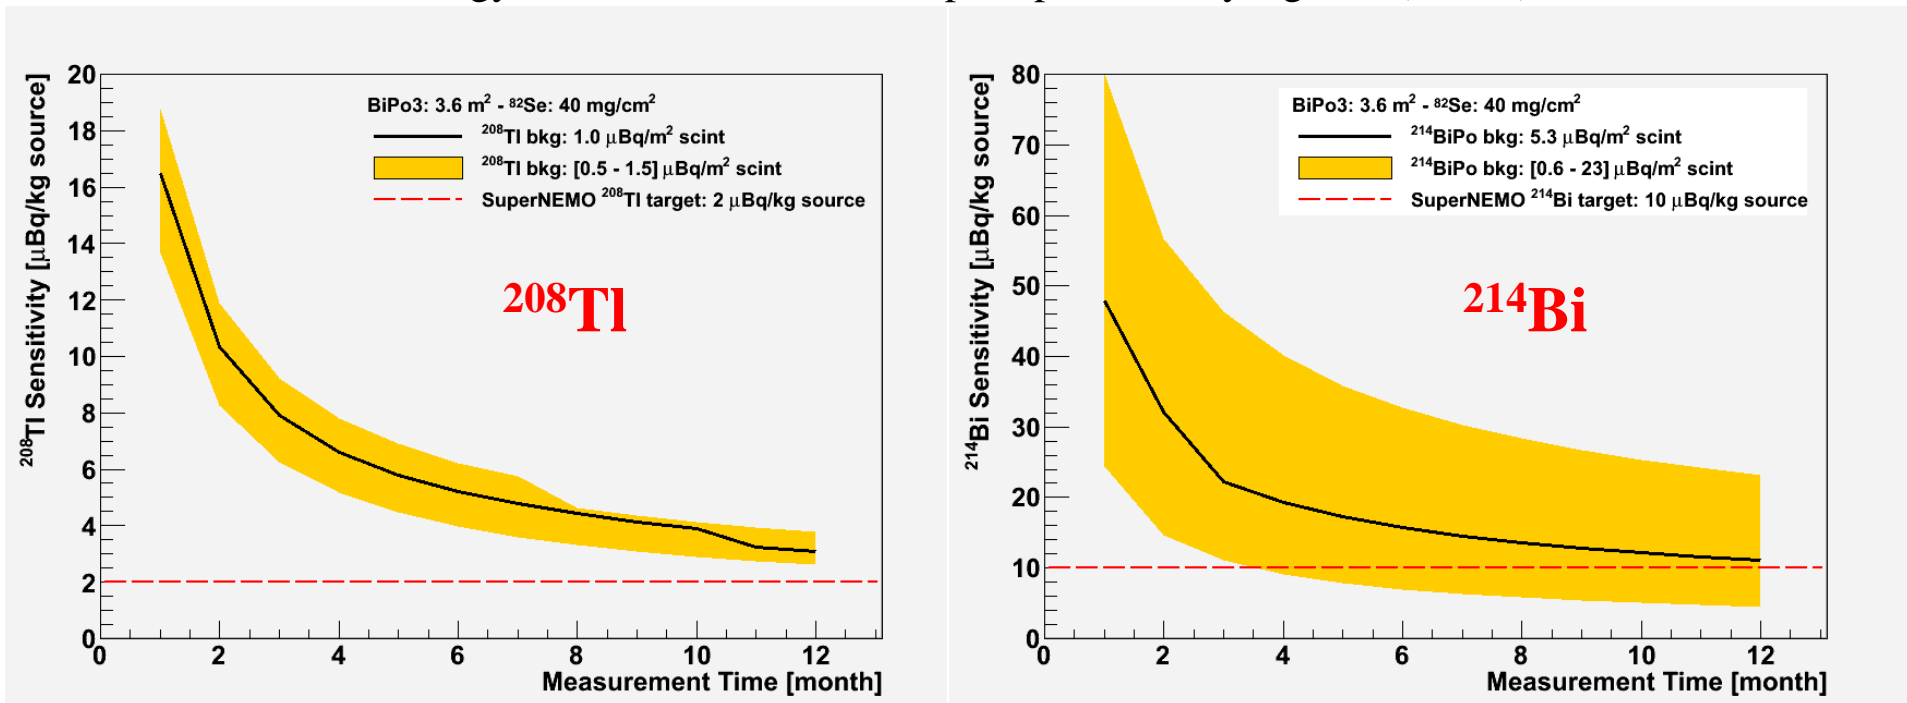 20
18
16
14
12
10
8
6
4
2
0
0 2 4 6 8 10 12
²⁰⁸Tl Sensitivity [μBq/kg source]
Measurement Time [month]
BiPo3: 3.6 m² - ⁸²Se: 40 mg/cm²
²⁰⁸Tl bkg: 1.0 μBq/m² scint
²⁰⁸Tl bkg: [0.5 - 1.5] μBq/m² scint
SuperNEMO ²⁰⁸Tl target: 2 μBq/kg source
²⁰⁸Tl
80
70
60
50
40
30
20
10
0
0 2 4 6 8 10 12
²¹⁴Bi Sensitivity [μBq/kg source]
Measurement Time [month]
BiPo3: 3.6 m² - ⁸²Se: 40 mg/cm²
²¹⁴BiPo bkg: 5.3 μBq/m² scint
²¹⁴BiPo bkg: [0.6 - 23] μBq/m² scint
SuperNEMO ²¹⁴Bi target: 10 μBq/kg source
²¹⁴Bi